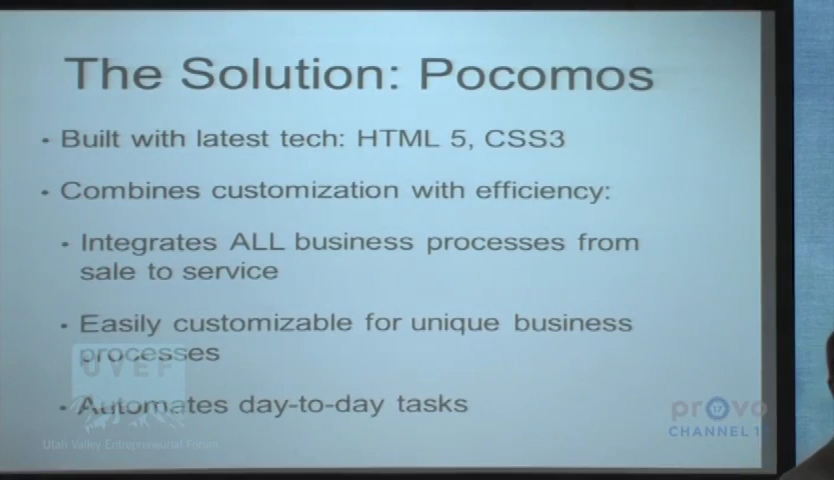 The Solution: Pocomos
• Built with latest tech: HTML 5, CSS3
• Combines customization with efficiency:
• Integrates ALL business processes from
sale to service
• Easily customizable for unique business
processes
• Automates day-to-day tasks
UVEF
Utah Valley Entrepreneurial Forum
provo
17
CHANNEL 1